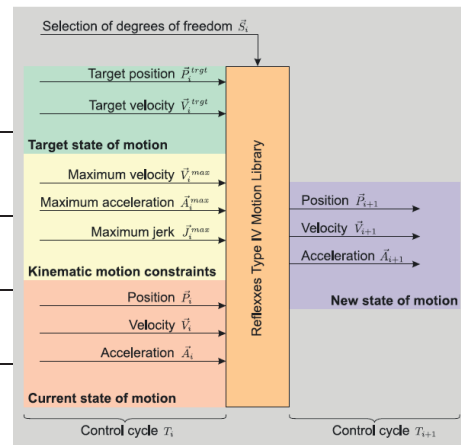 Selection of degrees of freedom S⃗ᵢ
Target position P⃗ᵢᵗʳᵍᵗ
Target velocity V⃗ᵢᵗʳᵍᵗ
Target state of motion
Maximum velocity V⃗ᵢᵐᵃˣ
Maximum acceleration A⃗ᵢᵐᵃˣ
Maximum jerk J⃗ᵢᵐᵃˣ
Kinematic motion constraints
Position P⃗ᵢ
Velocity V⃗ᵢ
Acceleration A⃗ᵢ
Current state of motion
Reflexxes Type IV Motion Library
Position P⃗ᵢ₊₁
Velocity V⃗ᵢ₊₁
Acceleration A⃗ᵢ₊₁
New state of motion
Control cycle Tᵢ
Control cycle Tᵢ₊₁